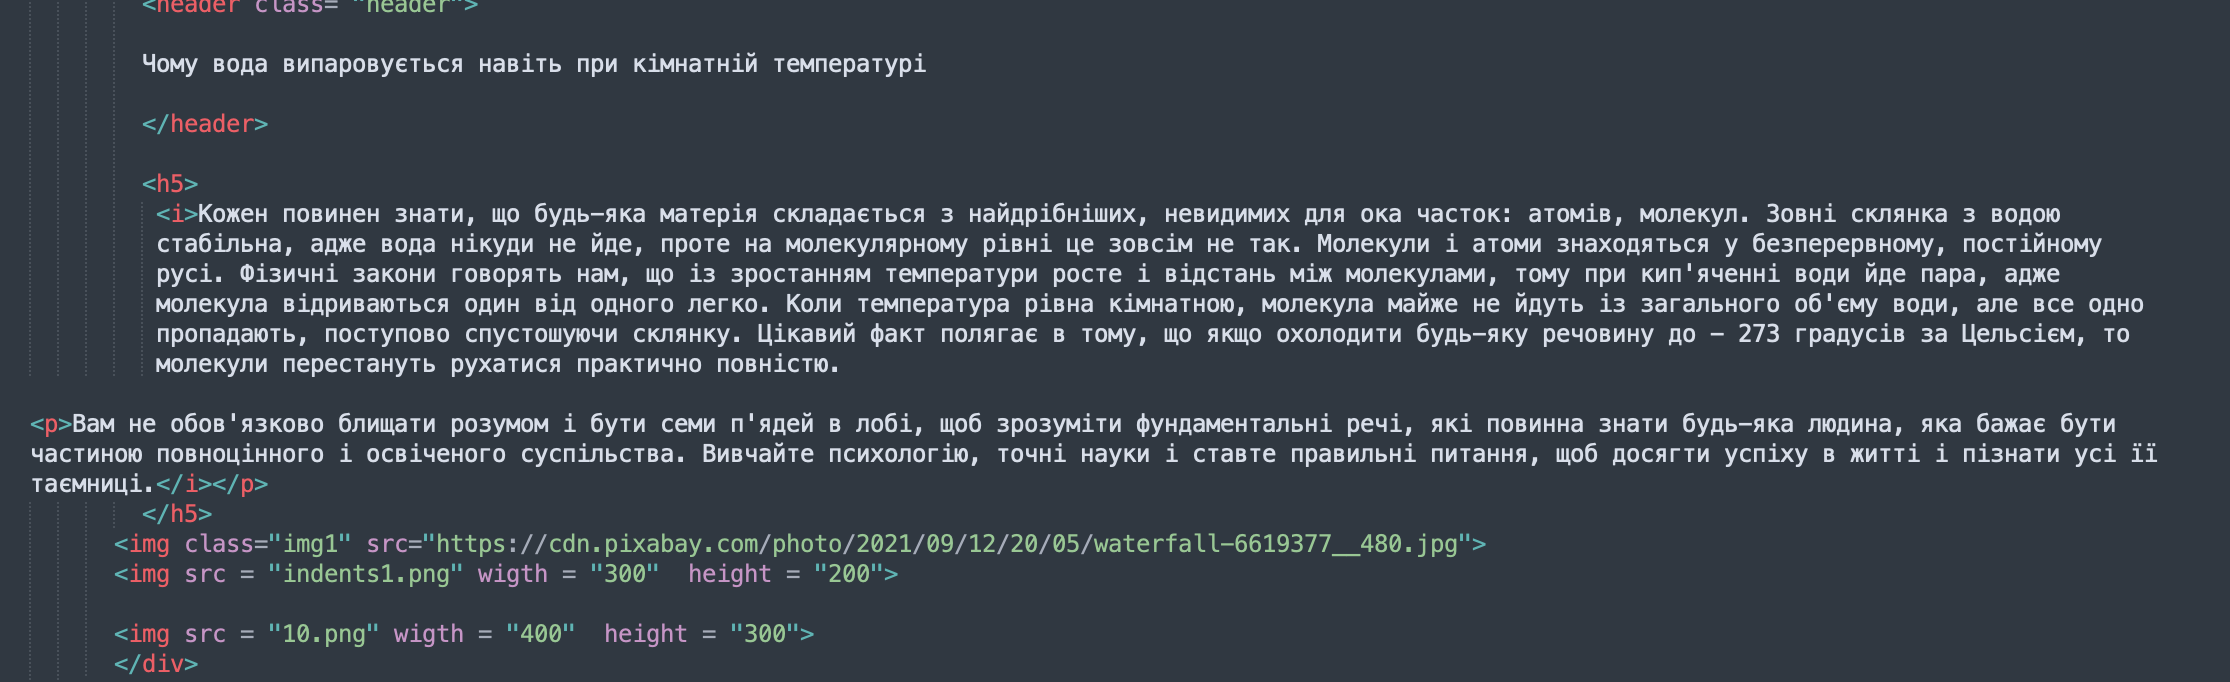 <header class= "header">
Чому вода випаровується навіть при кімнатній температурі
</header>
<h5>
<i>Кожен повинен знати, що будь-яка матерія складається з найдрібніших, невидимих для ока часток: атомів, молекул. Зовні склянка з водою
стабільна, адже вода нікуди не йде, проте на молекулярному рівні це зовсім не так. Молекули і атоми знаходяться у безперервному, постійному
русі. Фізичні закони говорять нам, що із зростанням температури росте і відстань між молекулами, тому при кип'яченні води йде пара, адже
молекула відриваються один від одного легко. Коли температура рівна кімнатною, молекула майже не йдуть із загального об'єму води, але все одно
пропадають, поступово спустошуючи склянку. Цікавий факт полягає в тому, що якщо охолодити будь-яку речовину до - 273 градусів за Цельсієм, то
молекули перестануть рухатися практично повністю.
<p>Вам не обов'язково блищати розумом і бути семи п'ядей в лобі, щоб зрозуміти фундаментальні речі, які повинна знати будь-яка людина, яка бажає бути
частиною повноцінного і освіченого суспільства. Вивчайте психологію, точні науки і ставте правильні питання, щоб досягти успіху в житті і пізнати усі її
таємниці.</i></p>
</h5>
<img class="img1" src="https://cdn.pixabay.com/photo/2021/09/12/20/05/waterfall-6619377__480.jpg">
<img src = "indents1.png" wigth = "300"  height = "200">
<img src = "10.png" wigth = "400"  height = "300">
</div>